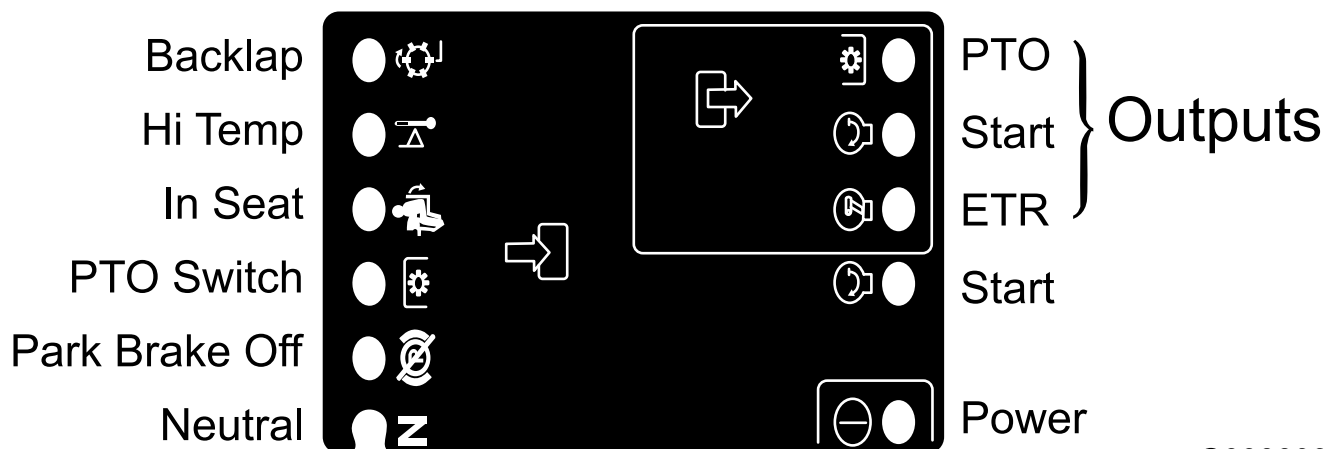 Backlap
Hi Temp
In Seat
PTO Switch
Park Brake Off
Neutral
N
PTO
Start
ETR
Outputs
Start
Power